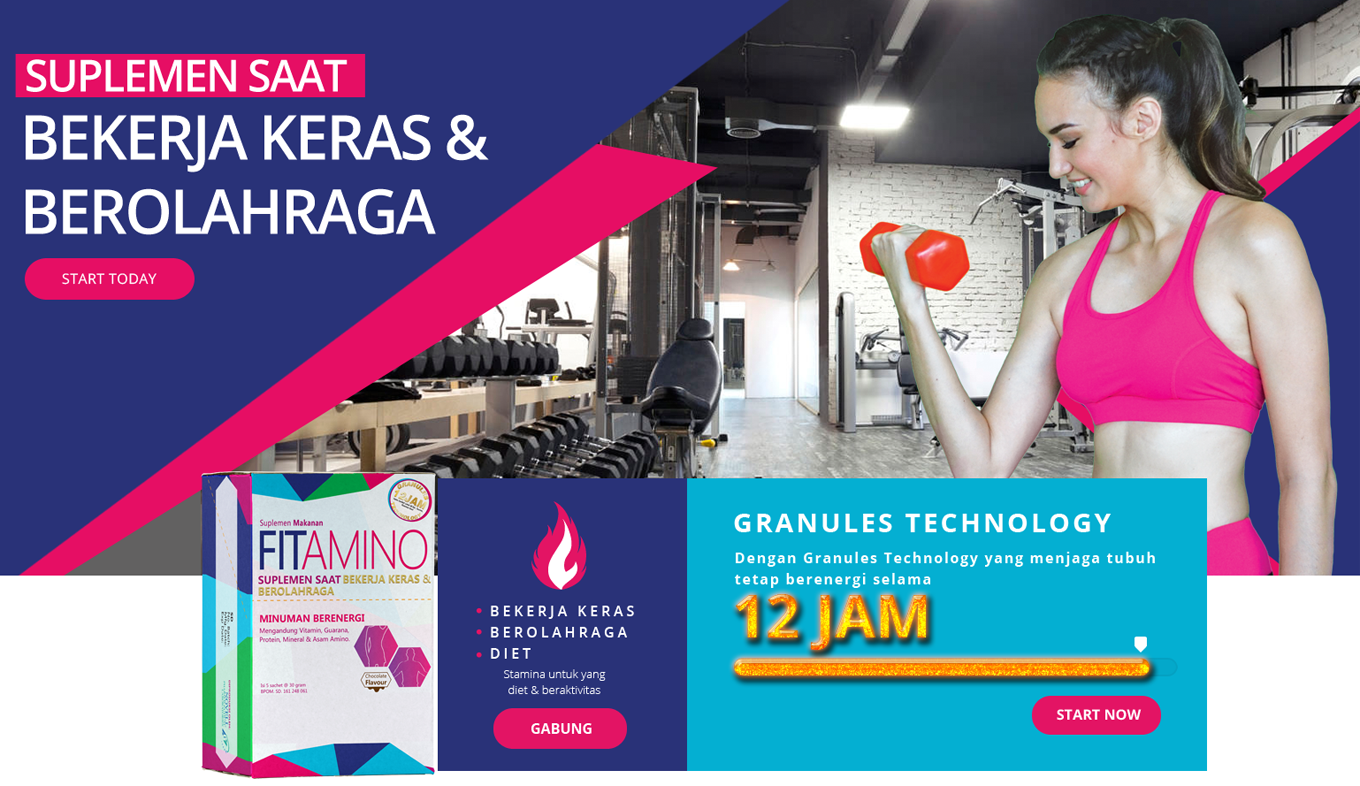 SUPLEMEN SAAT
BEKERJA KERAS &
BEROLAHRAGA
START TODAY
GRANULES
12JAM
Suplemen Makanan
FITAMINO
SUPLEMEN SAAT BEKERJA KERAS &
BEROLAHRAGA
MINUMAN BERENERGI
Mengandung Vitamin, Guarana,
Protein, Mineral & Asam Amino.
Chocolate
Flavour
BEKERJA KERAS
BEROLAHRAGA
DIET
Stamina untuk yang
diet & beraktivitas
GABUNG
GRANULES TECHNOLOGY
Dengan Granules Technology yang menjaga tubuh
tetap berenergi selama
12 JAM
START NOW